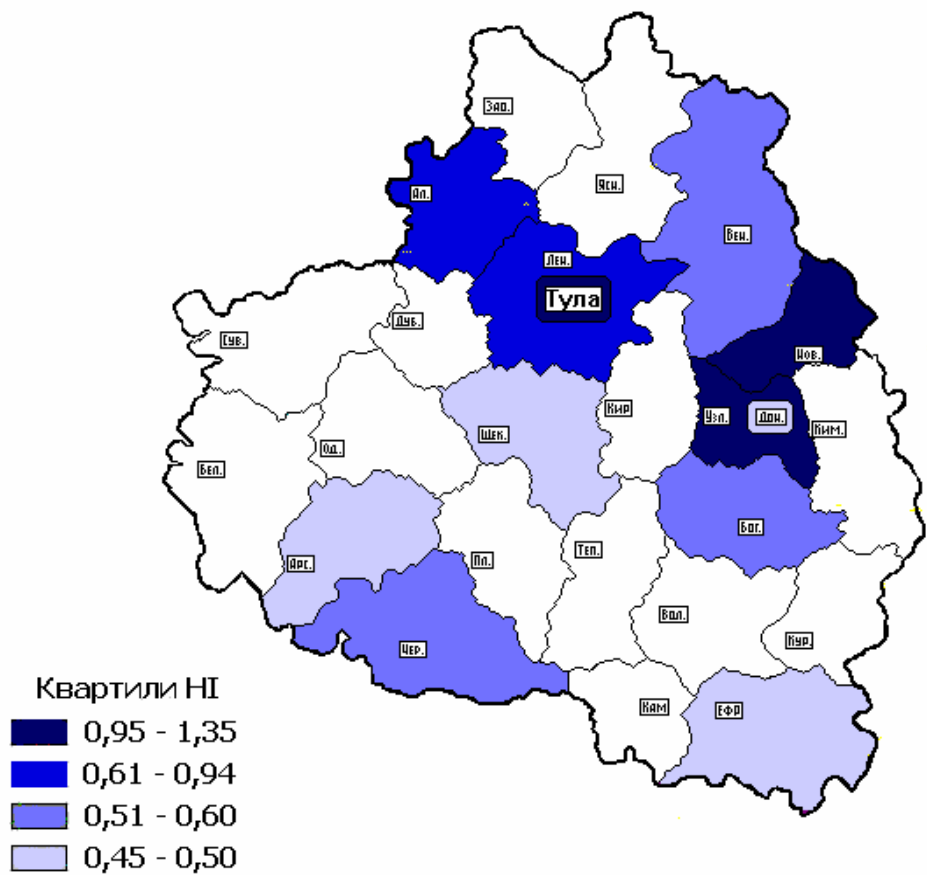 Зао.
Ясн.
Ал.
Вен.
Лен.
Тула
Дуб.
Сув.
Нов.
Кир
Узл.
Дон.
Ким.
Щек.
Од.
Бел.
Бог.
Арс.
Пл.
Теп.
Вол.
Кур.
Чер.
Кам
ЕФР
Квартили HI
0,95 - 1,35
0,61 - 0,94
0,51 - 0,60
0,45 - 0,50